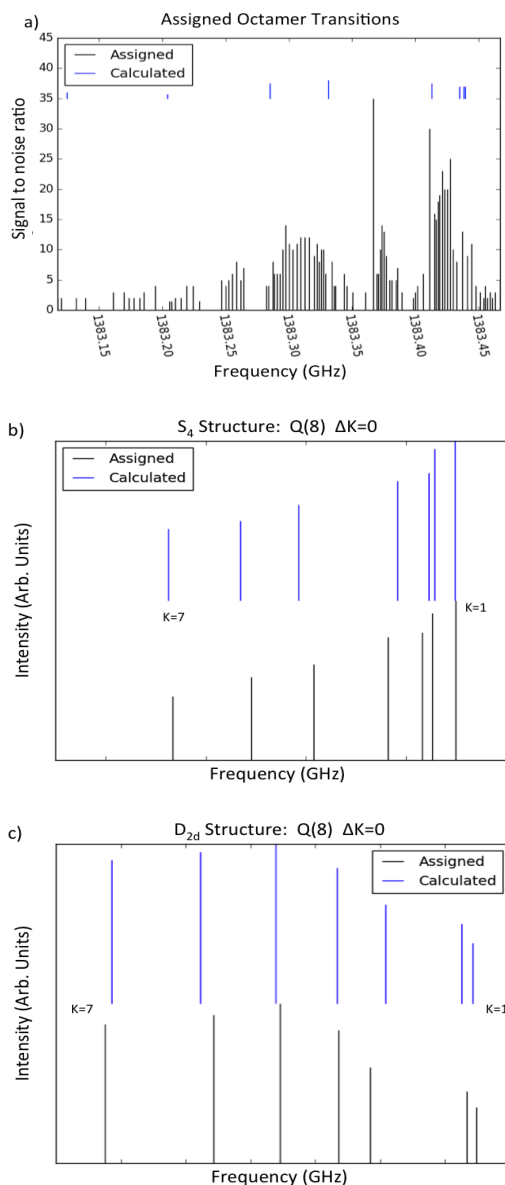 a)
Assigned Octamer Transitions
Assigned
Calculated
Signal to noise ratio
45
40
35
30
25
20
15
10
5
0
1383.15
1383.20
1383.25
1383.30
1383.35
1383.40
1383.45
Frequency (GHz)
b)
S₄ Structure: Q(8) ΔK=0
Assigned
Calculated
Intensity (Arb. Units)
K=7
K=1
Frequency (GHz)
c)
D₂d Structure: Q(8) ΔK=0
Assigned
Calculated
Intensity (Arb. Units)
K=7
K=1
Frequency (GHz)